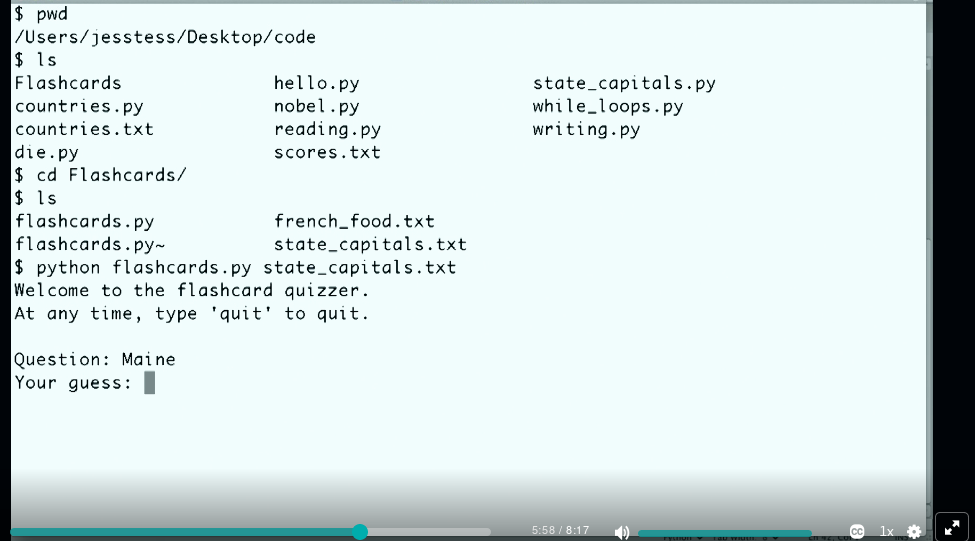 $ pwd
/Users/jesstess/Desktop/code
$ ls
Flashcards hello.py state_capitals.py
countries.py nobel.py while_loops.py
countries.txt reading.py writing.py
die.py scores.txt
$ cd Flashcards/
$ ls
flashcards.py french_food.txt
flashcards.py~ state_capitals.txt
$ python flashcards.py state_capitals.txt
Welcome to the flashcard quizzer.
At any time, type 'quit' to quit.
Question: Maine
Your guess:
5:58 / 8:17 CC 1x